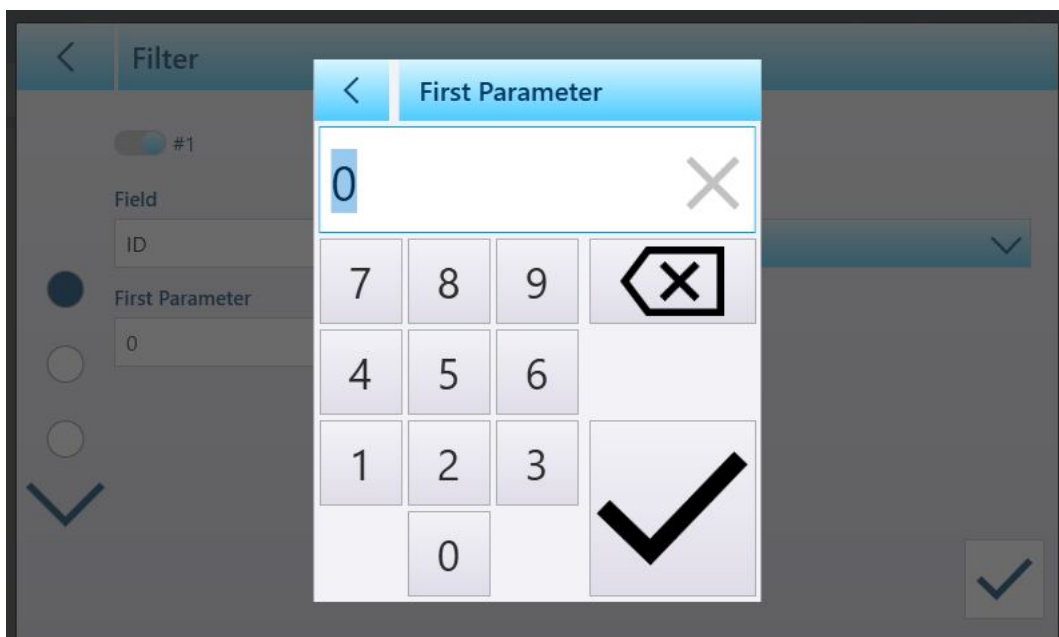 Filter
First Parameter
#1
0
Field
ID
7 8 9
First Parameter
0
4 5 6
1 2 3
0